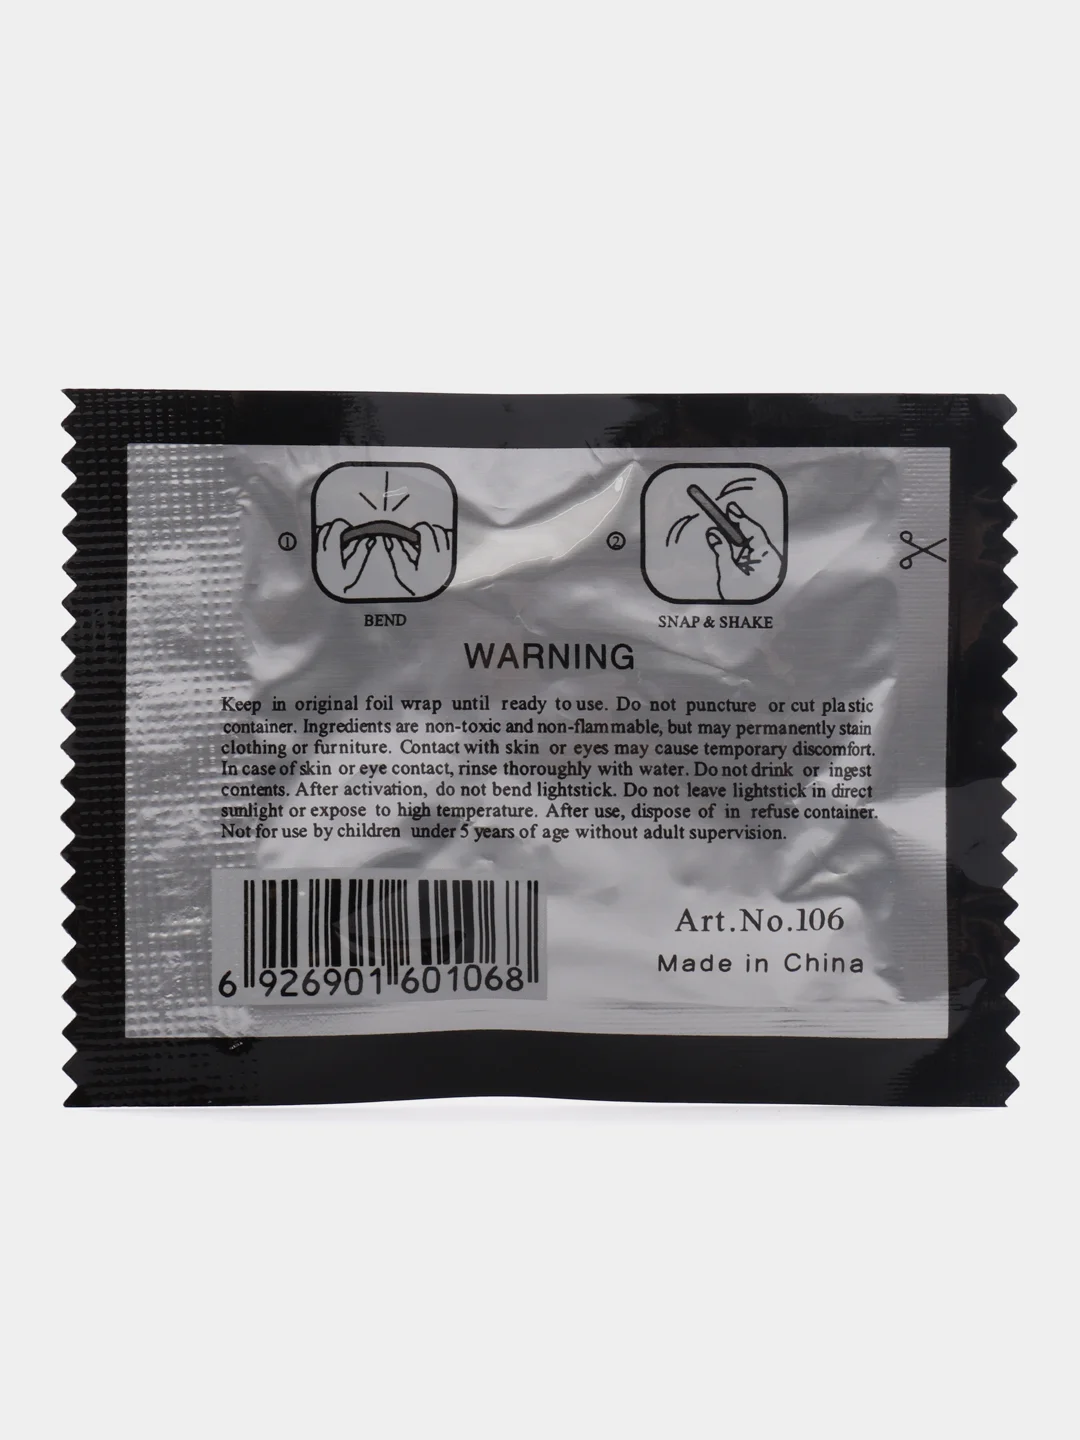 ①
②
BEND
SNAP & SHAKE
WARNING
Keep in original foil wrap until ready to use. Do not puncture or cut plastic
container. Ingredients are non-toxic and non-flammable, but may permanently stain
clothing or furniture. Contact with skin or eyes may cause temporary discomfort.
In case of skin or eye contact, rinse thoroughly with water. Do not drink or ingest
contents. After activation, do not bend lightstick. Do not leave lightstick in direct
sunlight or expose to high temperature. After use, dispose of in refuse container.
Not for use by children under 5 years of age without adult supervision.
Art.No.106
Made in China
6 926901 601068